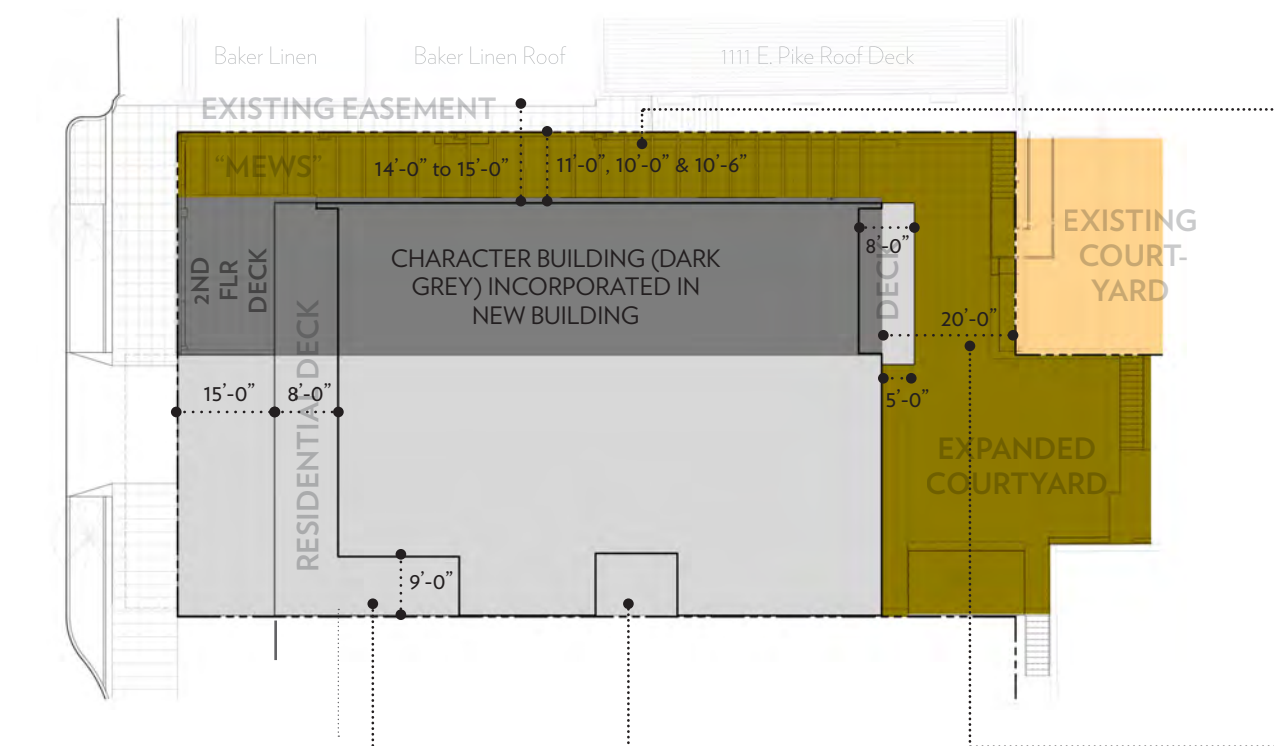 Baker Linen
Baker Linen Roof
1111 E. Pike Roof Deck
EXISTING EASEMENT
“MEWS”
14’-0” to 15’-0”
11’-0”, 10’-0” & 10’-6”
2ND
FLR
DECK
CHARACTER BUILDING (DARK
GREY) INCORPORATED IN
NEW BUILDING
8’-0”
DECK
EXISTING
COURT-
YARD
20’-0”
15’-0”
8’-0”
RESIDENTIAL DECK
5’-0”
EXPANDED
COURTYARD
9’-0”